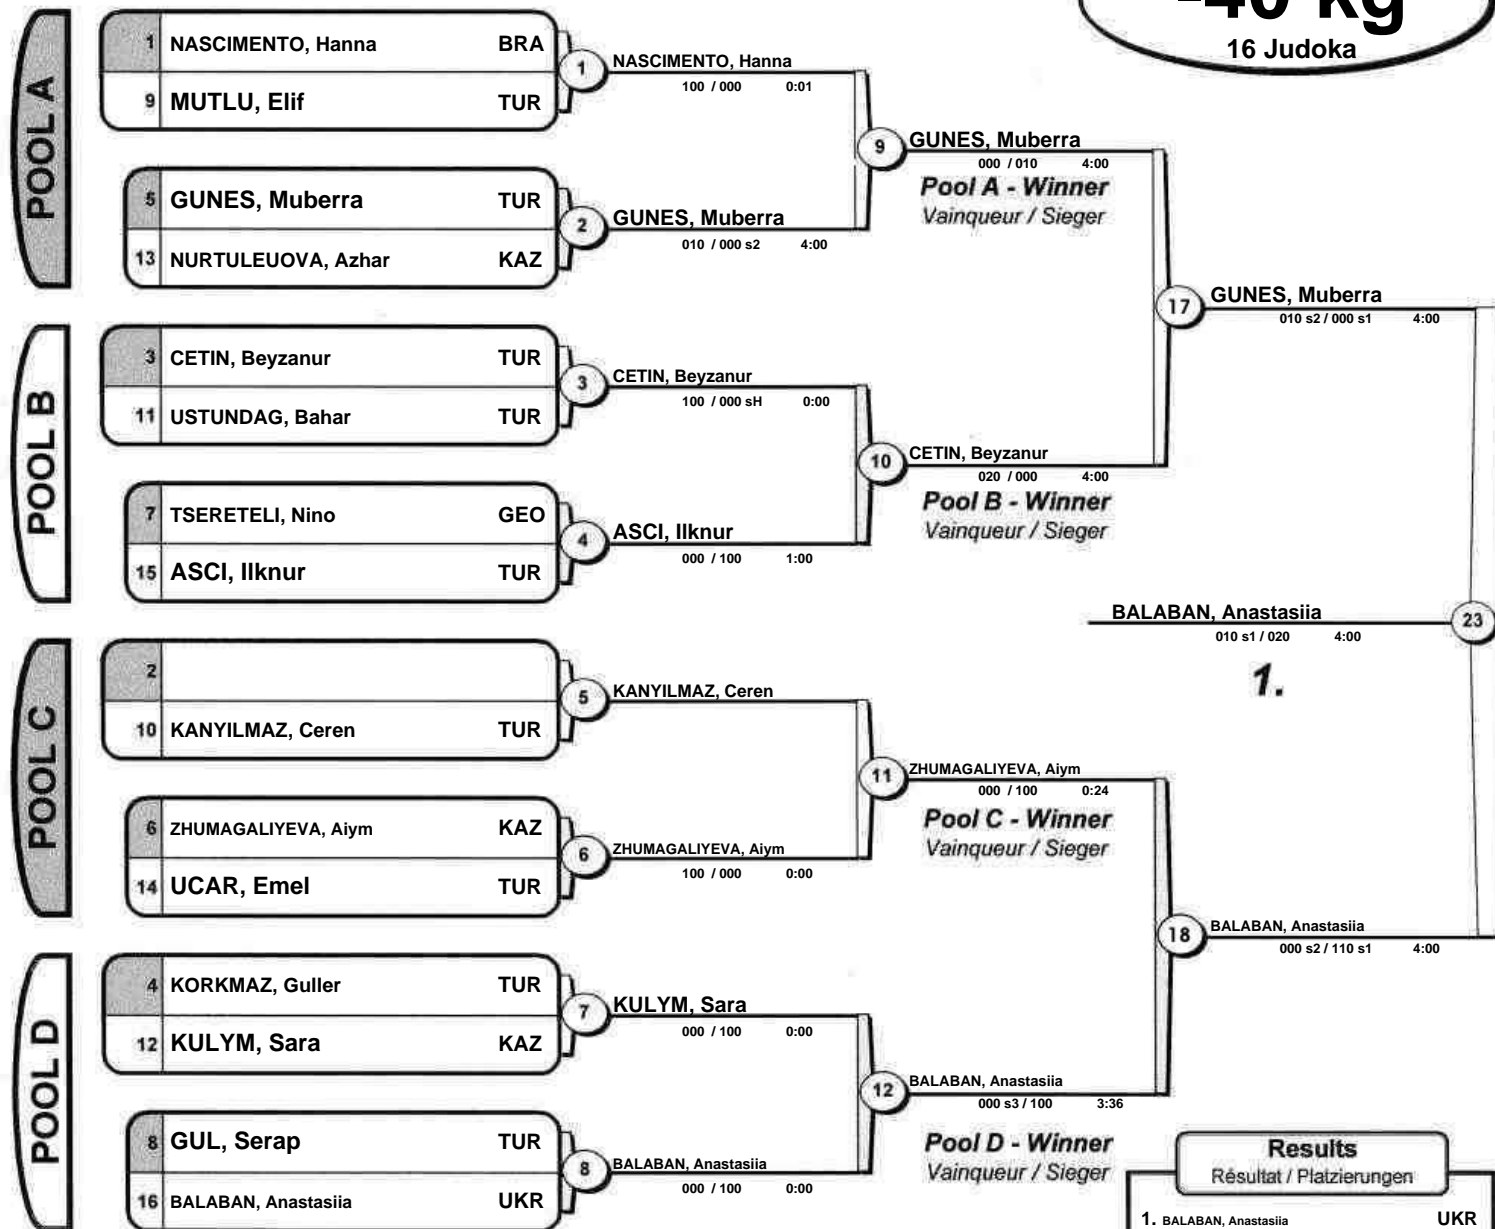 -40 kg
16 Judoka
POOL A
1 NASCIMENTO, Hanna BRA
9 MUTLU, Elif TUR
1
NASCIMENTO, Hanna
100 / 000 0:01
5 GUNES, Muberra TUR
13 NURTULEUOVA, Azhar KAZ
2
GUNES, Muberra
010 / 000 s2 4:00
9
GUNES, Muberra
000 / 010 4:00
Pool A - Winner
Vainqueur / Sieger
POOL B
3 CETIN, Beyzanur TUR
11 USTUNDAG, Bahar TUR
3
CETIN, Beyzanur
100 / 000 sH 0:00
7 TSERETELI, Nino GEO
15 ASCI, Ilknur TUR
4
ASCI, Ilknur
000 / 100 1:00
10
CETIN, Beyzanur
020 / 000 4:00
Pool B - Winner
Vainqueur / Sieger
17
GUNES, Muberra
010 s2 / 000 s1 4:00
BALABAN, Anastasiia
010 s1 / 020 4:00
23
1.
POOL C
2
10 KANYILMAZ, Ceren TUR
5
KANYILMAZ, Ceren
6 ZHUMAGALIYEVA, Aiym KAZ
14 UCAR, Emel TUR
6
ZHUMAGALIYEVA, Aiym
100 / 000 0:00
11
ZHUMAGALIYEVA, Aiym
000 / 100 0:24
Pool C - Winner
Vainqueur / Sieger
POOL D
4 KORKMAZ, Guller TUR
12 KULYM, Sara KAZ
7
KULYM, Sara
000 / 100 0:00
8 GUL, Serap TUR
16 BALABAN, Anastasiia UKR
8
BALABAN, Anastasiia
000 / 100 0:00
12
BALABAN, Anastasiia
000 s3 / 100 3:36
Pool D - Winner
Vainqueur / Sieger
18
BALABAN, Anastasiia
000 s2 / 110 s1 4:00
Results
Résultat / Platzierungen
1. BALABAN, Anastasiia UKR